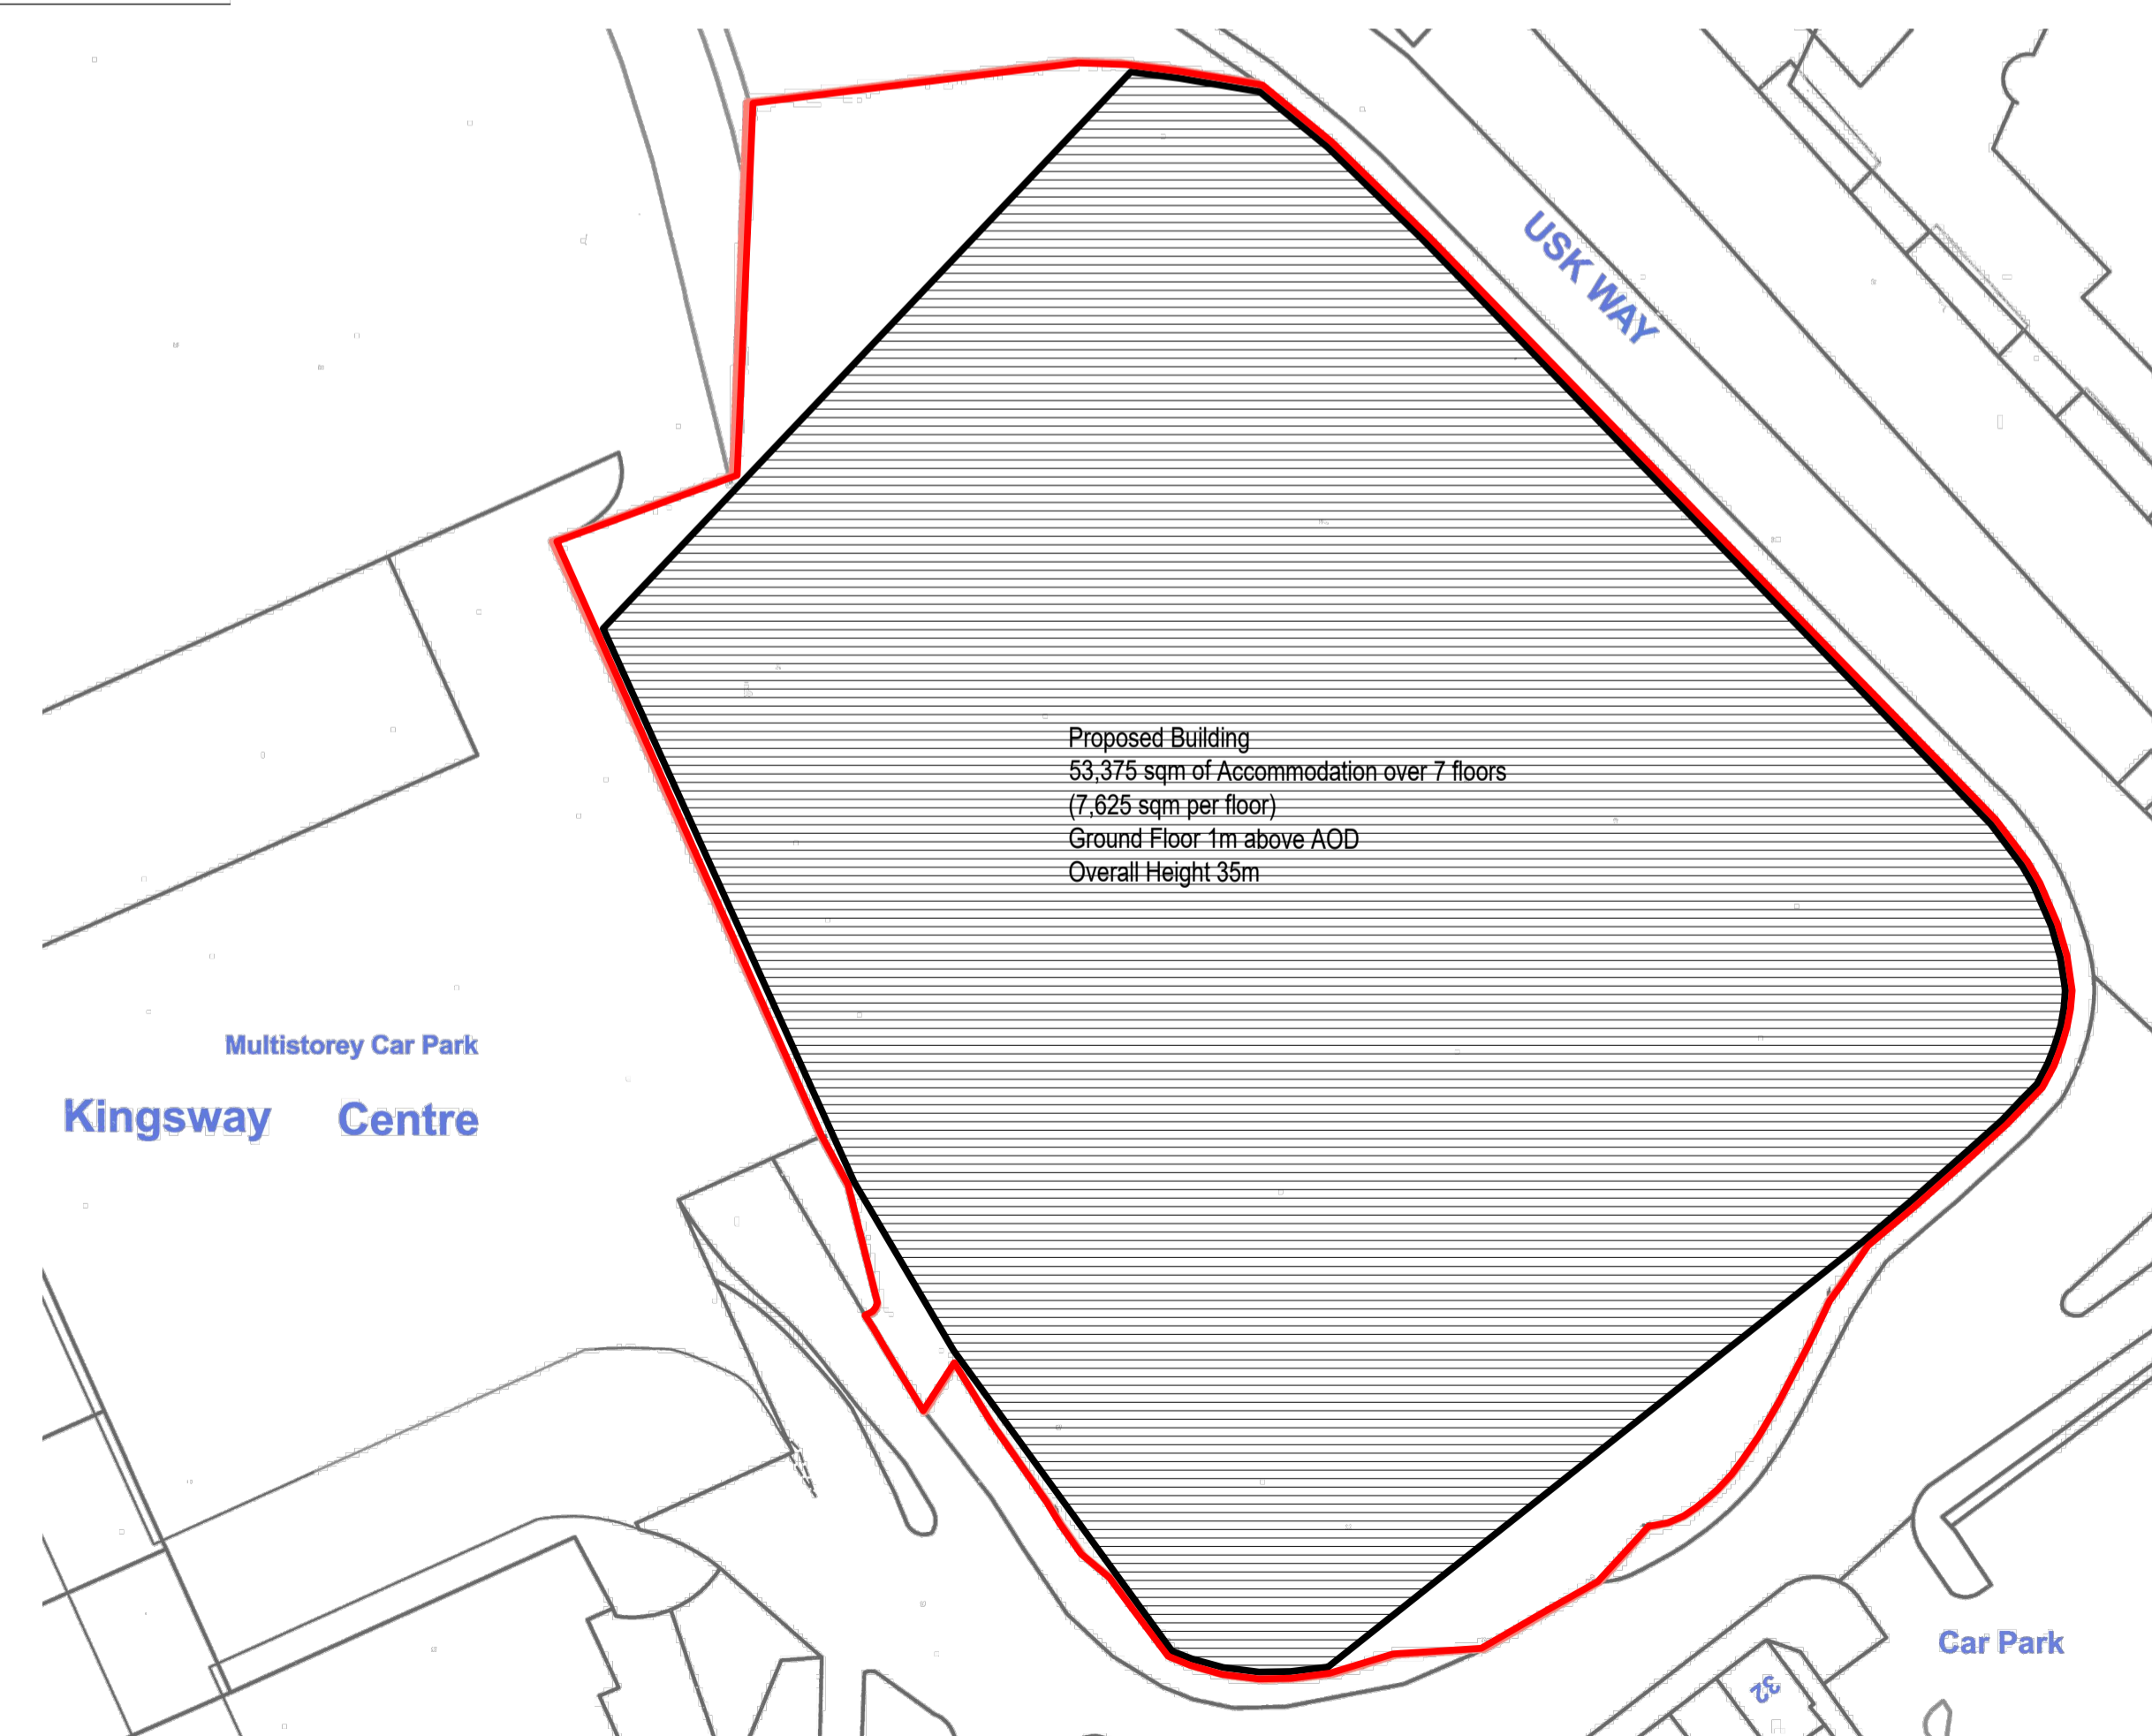 USK WAY
Proposed Building
53,375 sqm of Accommodation over 7 floors
(7,625 sqm per floor)
Ground Floor 1m above AOD
Overall Height 35m
Multistorey Car Park
Kingsway Centre
Car Park
32